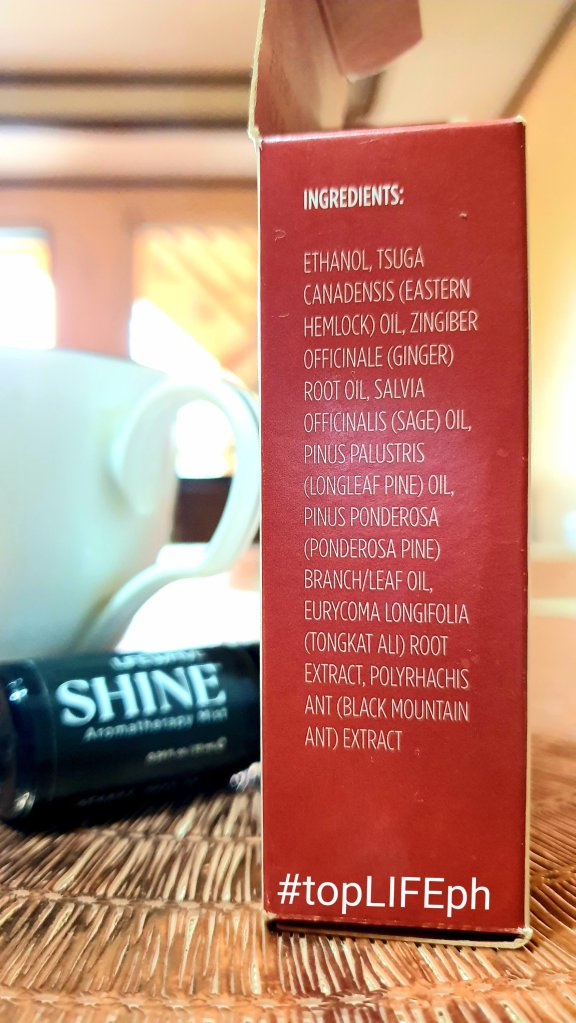 INGREDIENTS:
ETHANOL, TSUGA
CANADENSIS (EASTERN
HEMLOCK) OIL, ZINGIBER
OFFICINALE (GINGER)
ROOT OIL, SALVIA
OFFICINALIS (SAGE) OIL,
PINUS PALUSTRIS
(LONGLEAF PINE) OIL,
PINUS PONDEROSA
(PONDEROSA PINE)
BRANCH/LEAF OIL,
EURYCOMA LONGIFOLIA
(TONGKAT ALI) ROOT
EXTRACT, POLYRHACHIS
ANT (BLACK MOUNTAIN
ANT) EXTRACT
SHINE
Aromatherapy Mist
#topLIFEph